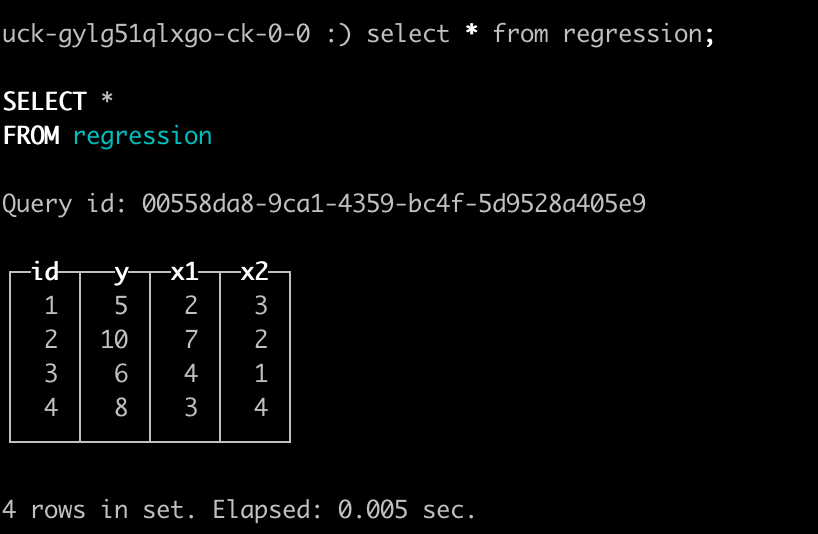 uck-gylg51qlxgo-ck-0-0 :) select * from regression;
SELECT *
FROM regression
Query id: 00558da8-9ca1-4359-bc4f-5d9528a405e9
id y x1 x2
1 5 2 3
2 10 7 2
3 6 4 1
4 8 3 4
4 rows in set. Elapsed: 0.005 sec.